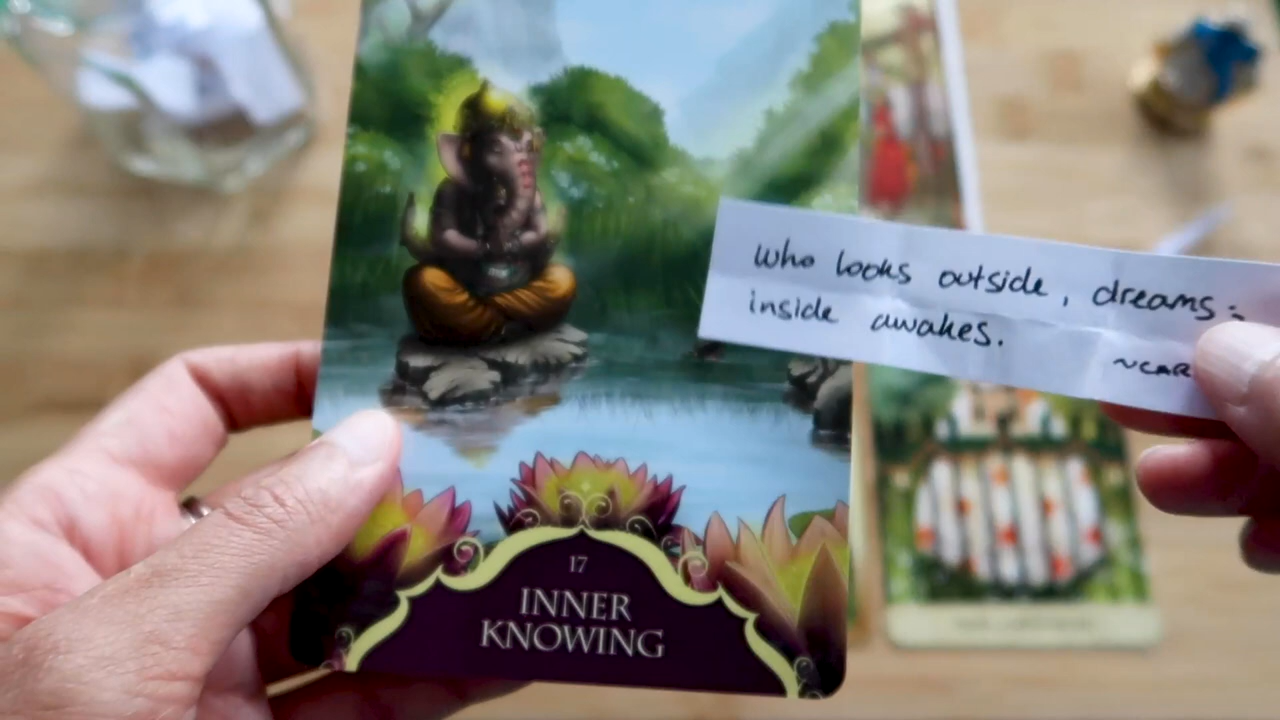 17
INNER
KNOWING
Who looks outside, dreams;
inside awakes.
~CAR